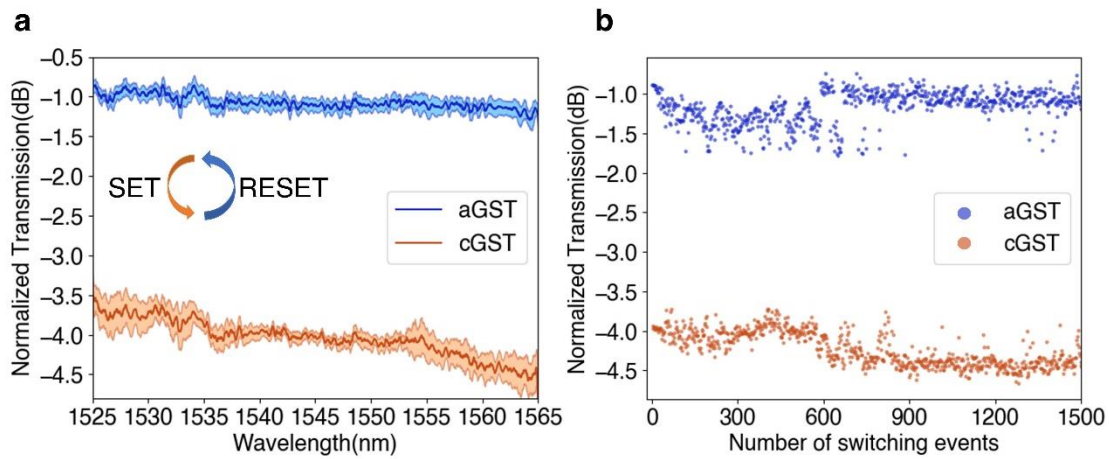 a
Normalized Transmission(dB)
−0.5
−1.0
−1.5
−2.0
−2.5
−3.0
−3.5
−4.0
−4.5
SET RESET
aGST
cGST
1525 1530 1535 1540 1545 1550 1555 1560 1565
Wavelength(nm)
b
Normalized Transmission(dB)
−1.0
−1.5
−2.0
−2.5
−3.0
−3.5
−4.0
−4.5
aGST
cGST
0 300 600 900 1200 1500
Number of switching events